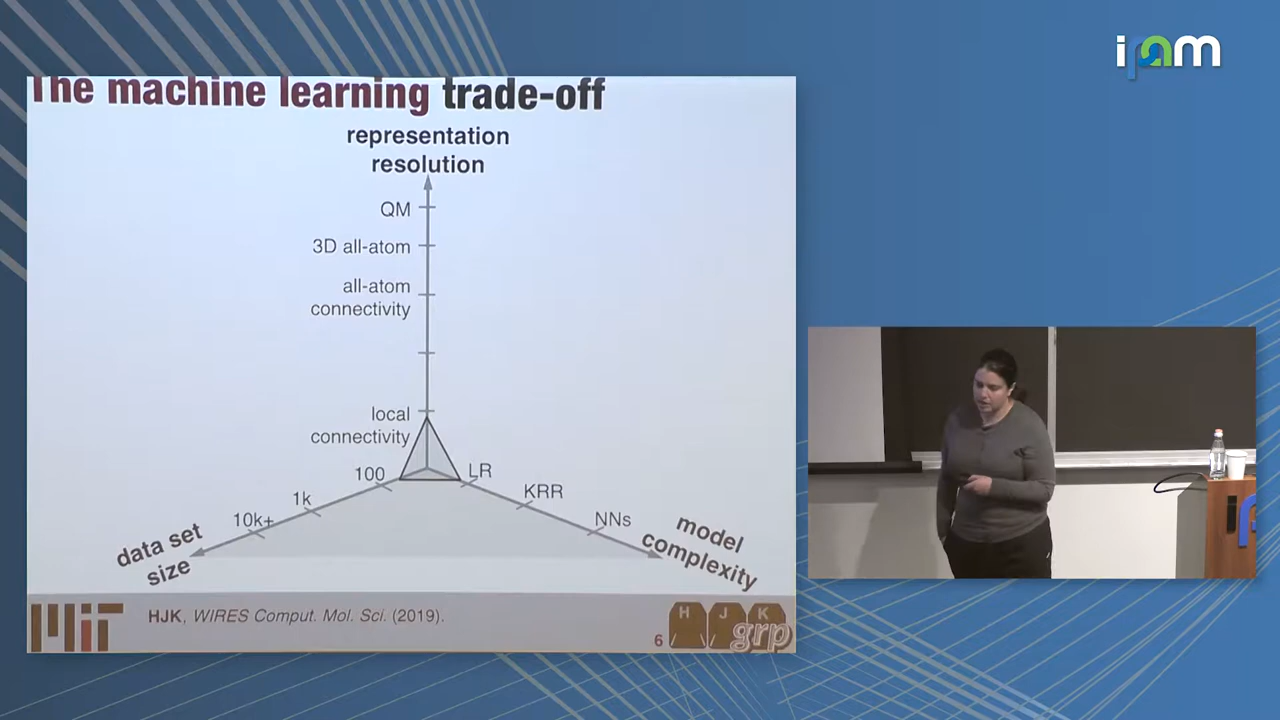 ipam
The machine learning trade-off
representation
resolution
QM
3D all-atom
all-atom
connectivity
local
connectivity
100
1k
10k+
data set
size
LR
KRR
NNs
model
complexity
MIT
HJK, WIRES Comput. Mol. Sci. (2019).
6
H J K
grp